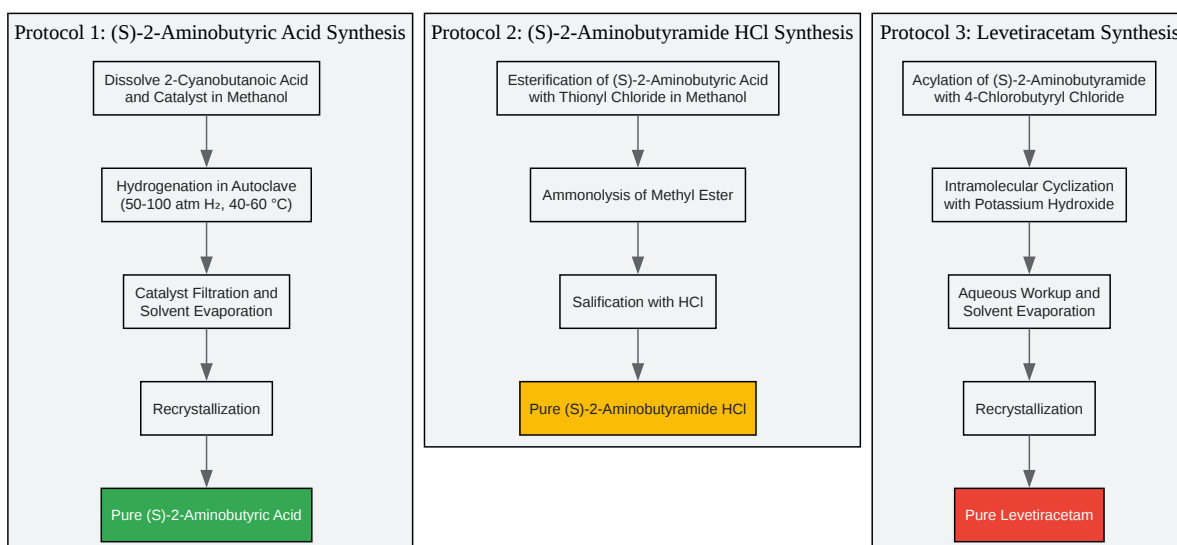 Protocol 1: (S)-2-Aminobutyric Acid Synthesis
Dissolve 2-Cyanobutanoic Acid
and Catalyst in Methanol
Hydrogenation in Autoclave
(50-100 atm H₂, 40-60 °C)
Catalyst Filtration and
Solvent Evaporation
Recrystallization
Pure (S)-2-Aminobutyric Acid
Protocol 2: (S)-2-Aminobutyramide HCl Synthesis
Esterification of (S)-2-Aminobutyric Acid
with Thionyl Chloride in Methanol
Ammonolysis of Methyl Ester
Salification with HCl
Pure (S)-2-Aminobutyramide HCl
Protocol 3: Levetiracetam Synthesis
Acylation of (S)-2-Aminobutyramide
with 4-Chlorobutyryl Chloride
Intramolecular Cyclization
with Potassium Hydroxide
Aqueous Workup and
Solvent Evaporation
Recrystallization
Pure Levetiracetam